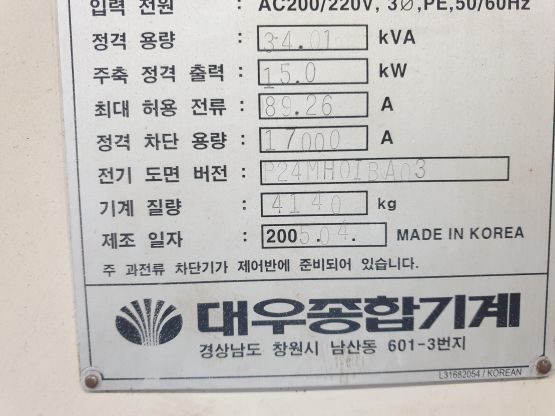 입력 전원 : AC200/220V, 3Ø,PE,50/60Hz
정격 용량 : 34.01 kVA
주축 정격 출력 : 15.0 kW
최대 허용 전류 : 89.26 A
정격 차단 용량 : 17000 A
전기 도면 버전 : P24MH0IBA03
기계 질량 : 4140 kg
제조 일자 : 2005.04. MADE IN KOREA
주 과전류 차단기가 제어반에 준비되어 있습니다.
대우종합기계
경상남도 창원시 남산동 601-3번지
L31682054 / KOREAN